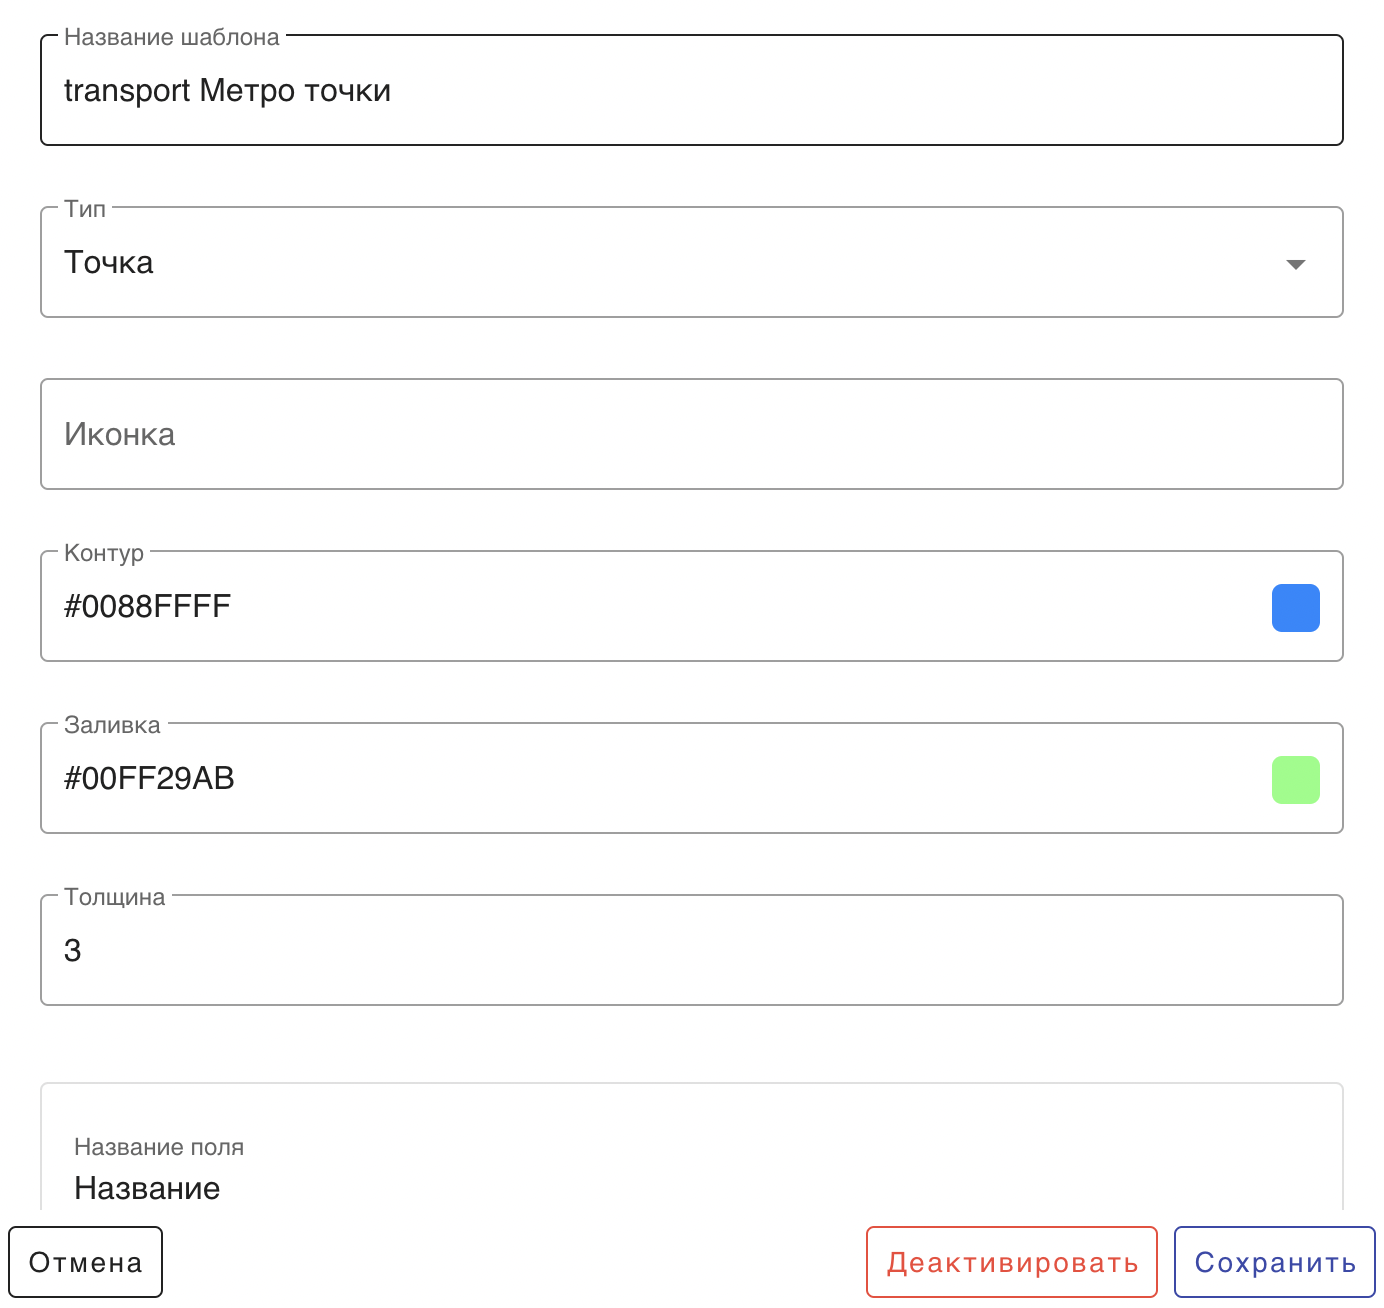 Название шаблона
transport Метро точки
Тип
Точка
Иконка
Контур
#0088FFFF
Заливка
#00FF29AB
Толщина
3
Название поля
Название
Отмена
Деактивировать
Сохранить